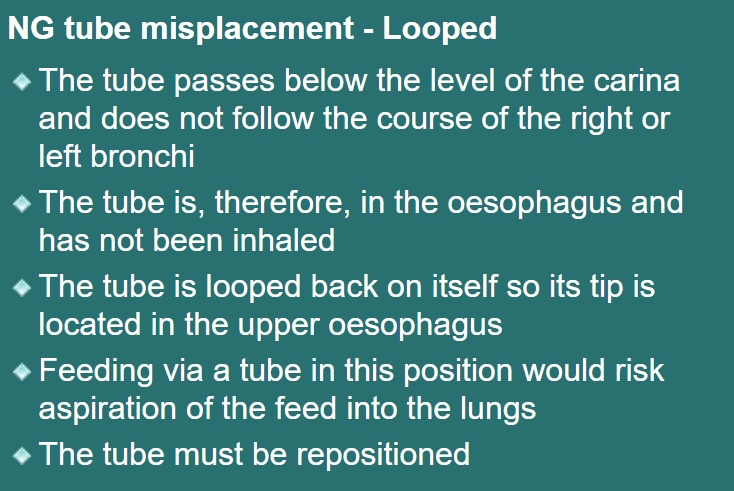 NG tube misplacement - Looped
The tube passes below the level of the carina
and does not follow the course of the right or
left bronchi
The tube is, therefore, in the oesophagus and
has not been inhaled
The tube is looped back on itself so its tip is
located in the upper oesophagus
Feeding via a tube in this position would risk
aspiration of the feed into the lungs
The tube must be repositioned